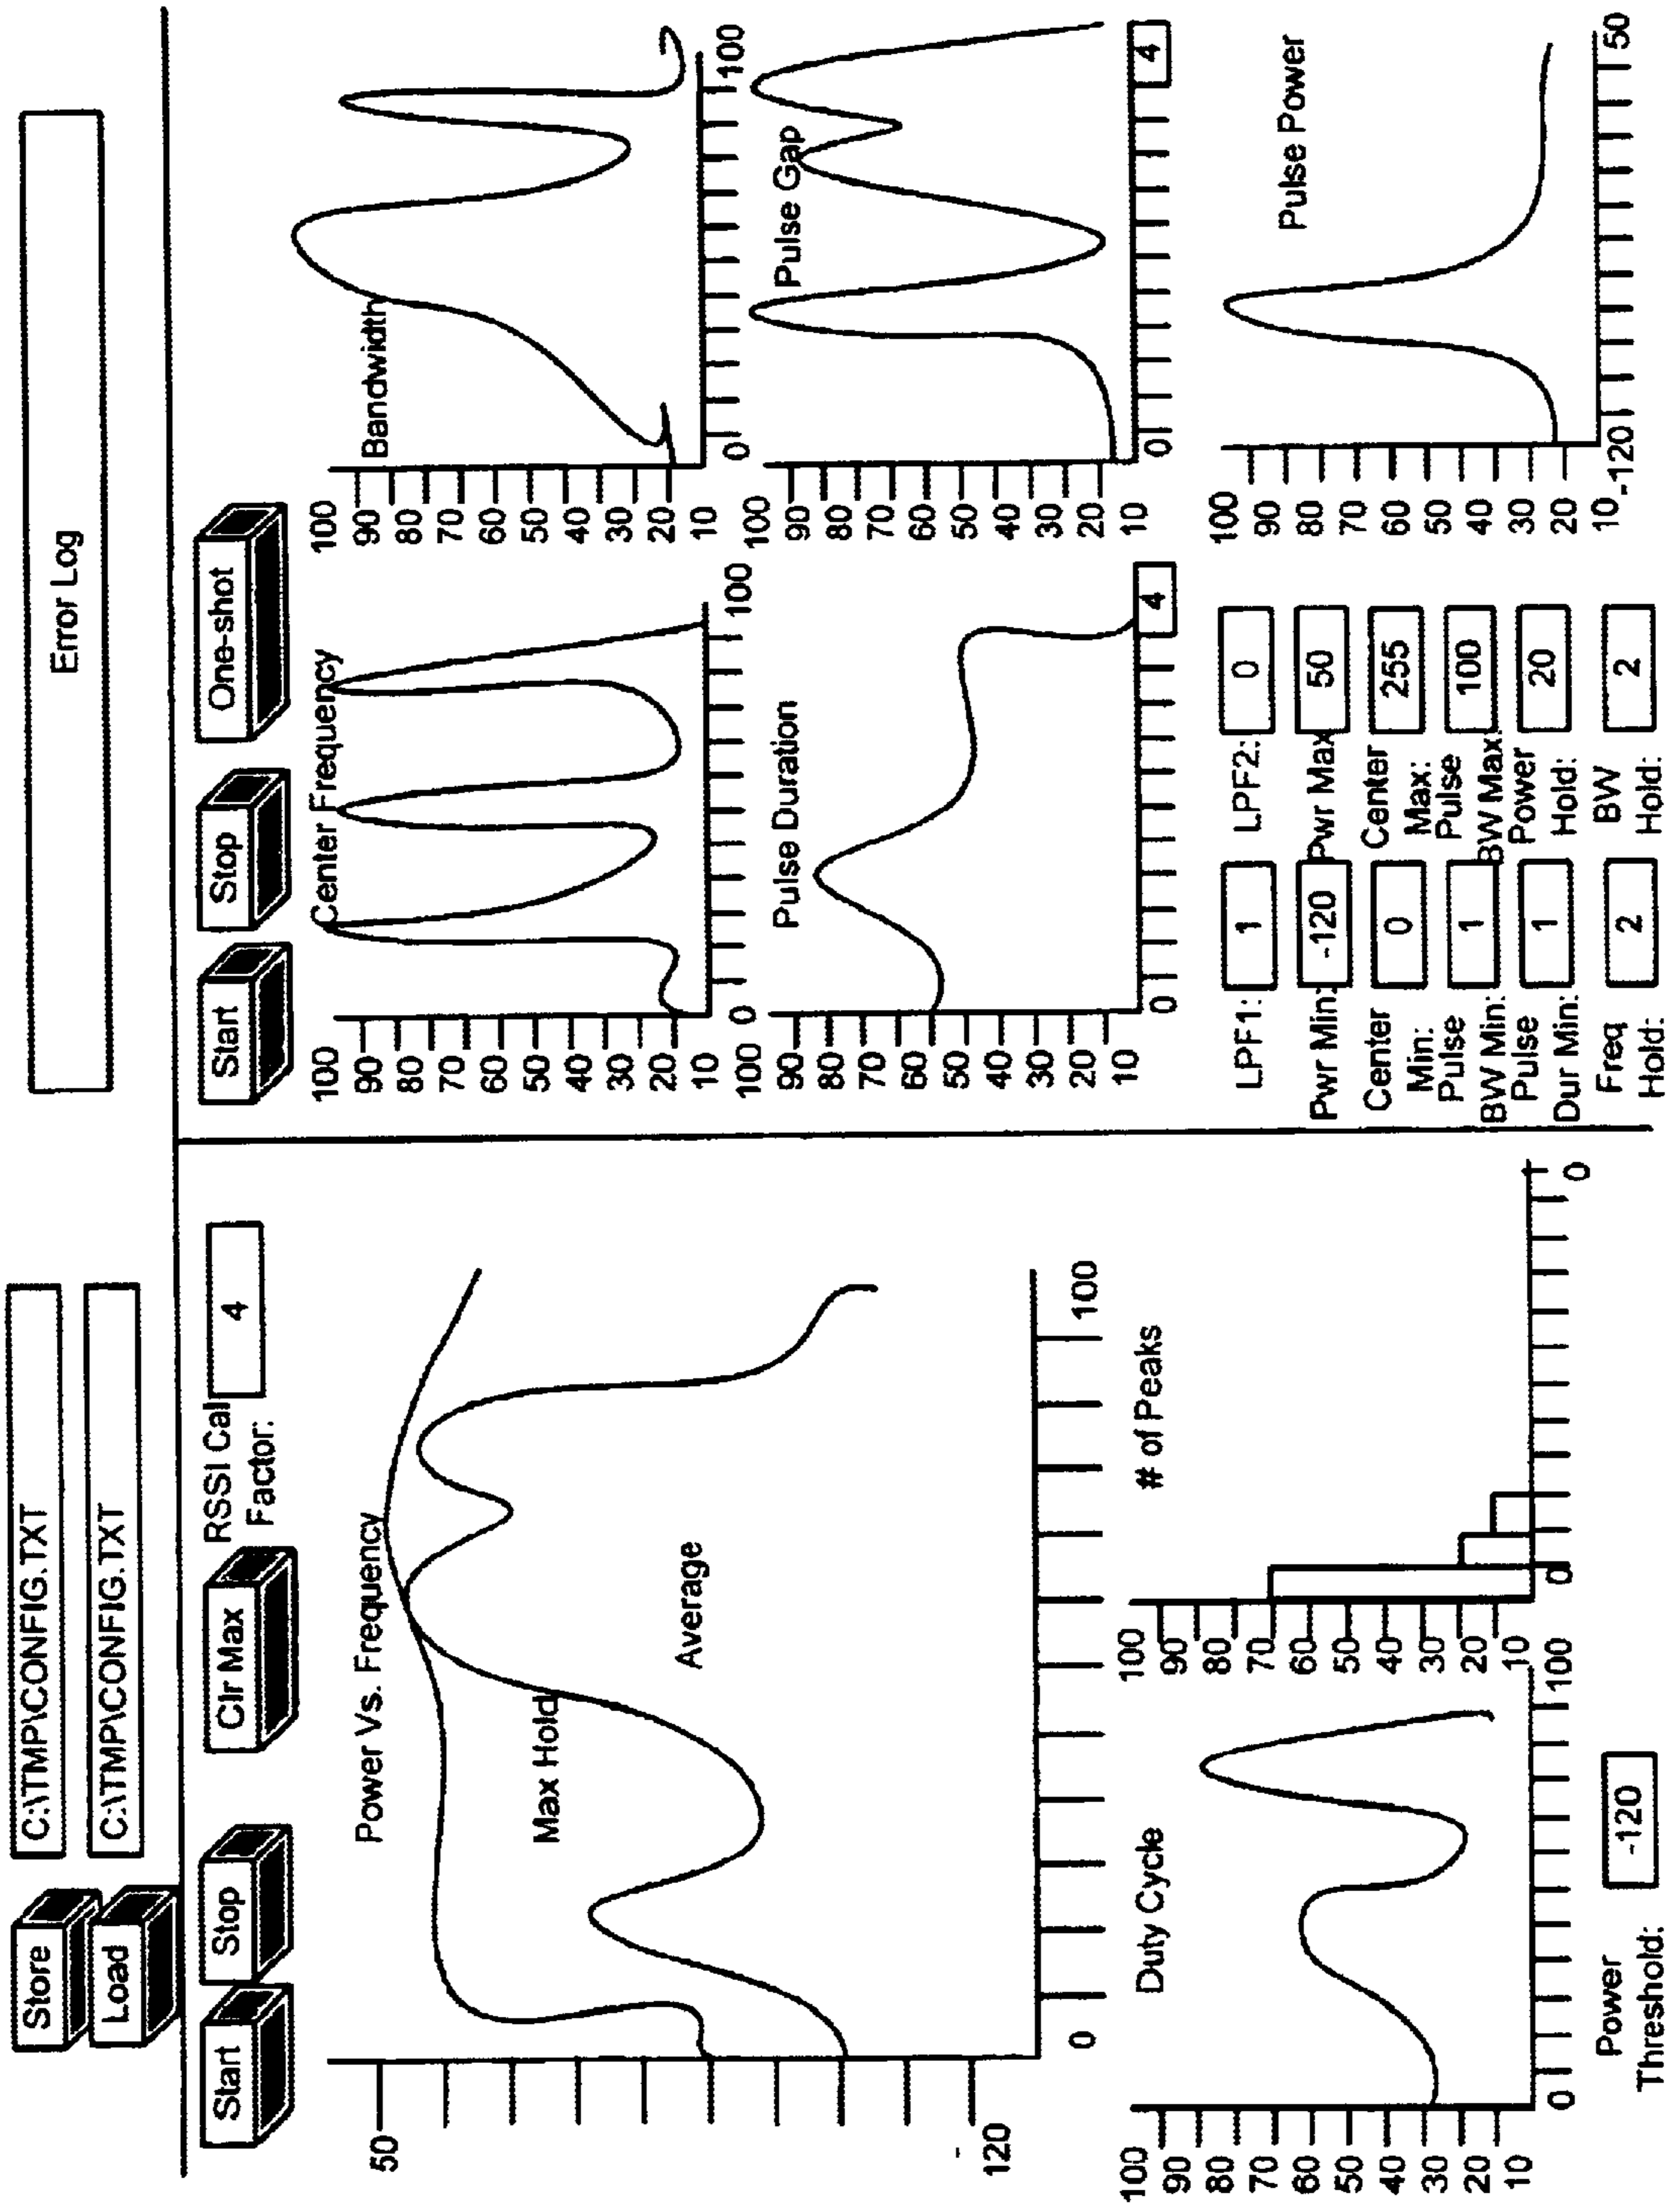 Store
C:\TMP\CONFIG.TXT
Load
C:\TMP\CONFIG.TXT
Error Log
Start
Stop
Clr Max
RSSI Cal
Factor:
4
Power Vs. Frequency
Max Hold
Average
50
- 120
0
100
Duty Cycle
100
90
80
70
60
50
40
30
20
10
0
100
Power
Threshold:
-120
# of Peaks
100
90
80
70
60
50
40
30
20
10
0
0
Start
Stop
One-shot
Center Frequency
100
90
80
70
60
50
40
30
20
10
0
100
Bandwidth
100
90
80
70
60
50
40
30
20
10
0
100
Pulse Duration
100
90
80
70
60
50
40
30
20
10
0
4
Pulse Gap
100
90
80
70
60
50
40
30
20
10
0
4
LPF1:
1
LPF2:
0
Pwr Min:
-120
Pwr Max
50
Center
Min:
0
Center
Max:
255
Pulse
BW Min:
1
Pulse
BW Max:
100
Pulse
Dur Min:
1
Power
Hold:
20
Freq
Hold:
2
BW
Hold:
2
Pulse Power
100
90
80
70
60
50
40
30
20
10
-120
50